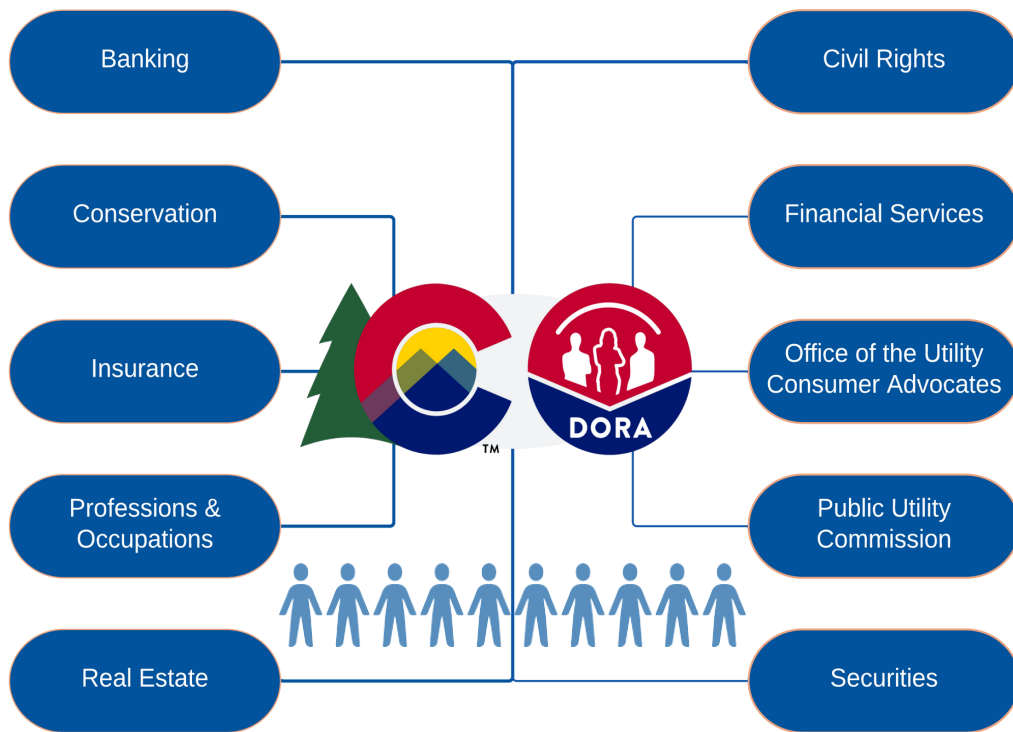 Banking
Civil Rights
Conservation
Financial Services
Insurance
Office of the Utility
Consumer Advocates
DORA
TM
Professions &
Occupations
Public Utility
Commission
Real Estate
Securities